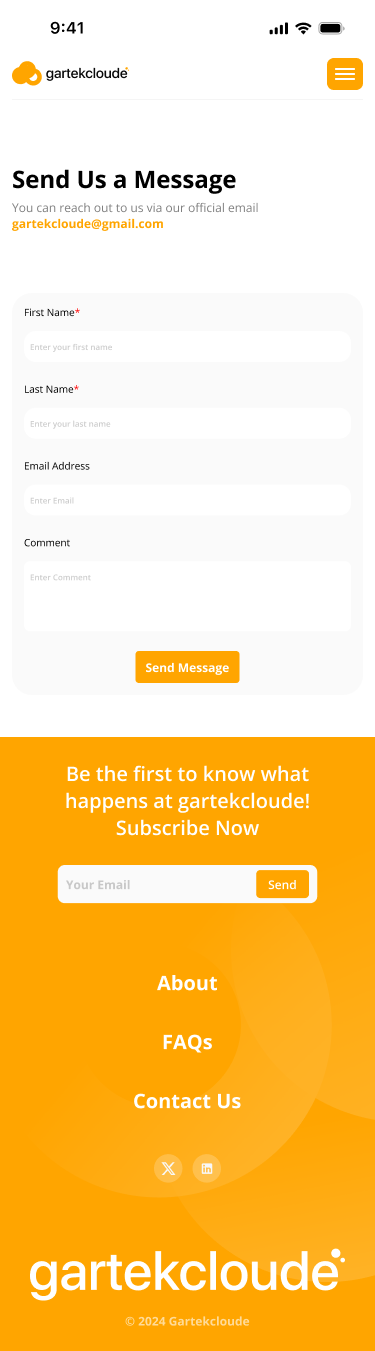 9:41
gartekcloude
Send Us a Message
You can reach out to us via our official email
gartekcloude@gmail.com
First Name*
Enter your first name
Last Name*
Enter your last name
Email Address
Enter Email
Comment
Enter Comment
Send Message
Be the first to know what
happens at gartekcloude!
Subscribe Now
Your Email
Send
About
FAQs
Contact Us
gartekcloude
© 2024 Gartekcloude